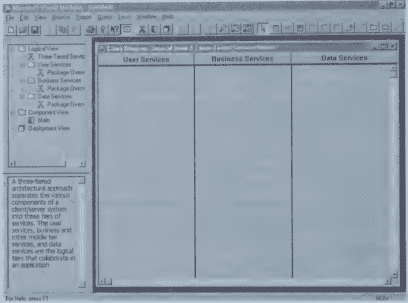 Microsoft Visual Modeler
File Edit View Browse Report Query Tools Window Help
Logical View
Three-Tiered Service
User Services
Package Overv
Business Services
Package Overv
Data Services
Package Overv
Component View
Main
Deployment View
User Services
Business Services
Data Services
A three-tiered
architectural approach
separates the various
components of a
client/server system
into three tiers of
services. The user
services, business and
other middle tier
services, and data
services are the logical
tiers that collaborate in
an application
For Help, press F1
NUM